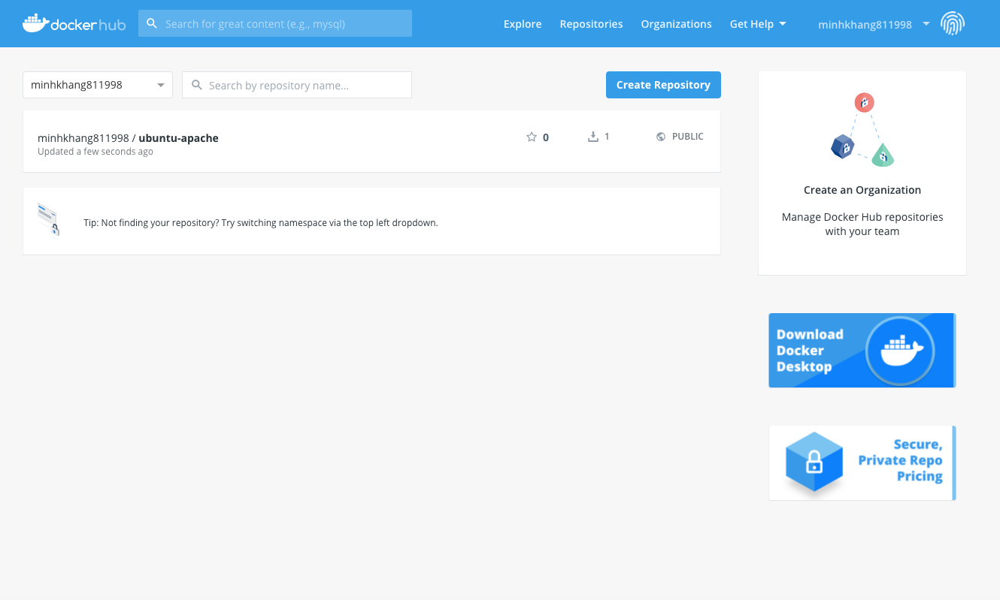 dockerhub
Search for great content (e.g., mysql)
Explore
Repositories
Organizations
Get Help
minhkhang811998
minhkhang811998
Search by repository name...
Create Repository
minhkhang811998 / ubuntu-apache
Updated a few seconds ago
0
1
PUBLIC
Tip: Not finding your repository? Try switching namespace via the top left dropdown.
Create an Organization
Manage Docker Hub repositories
with your team
Download
Docker
Desktop
Secure,
Private Repo
Pricing